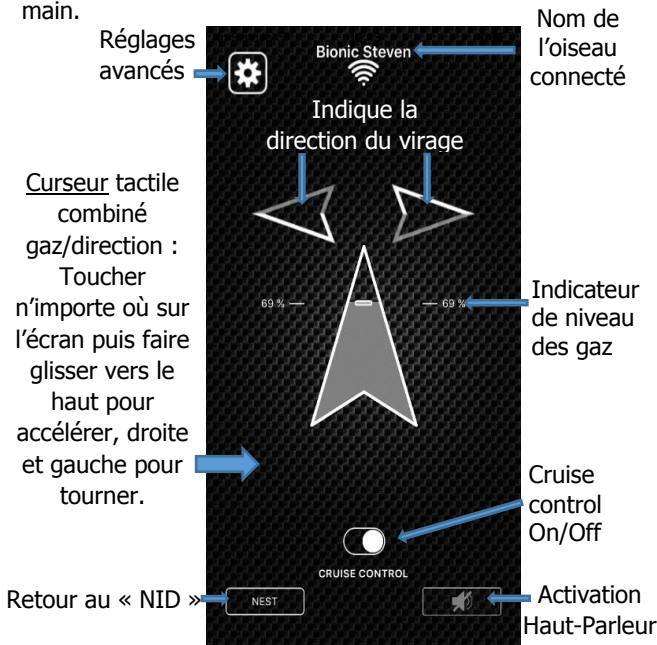 main.
Réglages
avancés
Bionic Steven
Nom de
l’oiseau
connecté
Indique la
direction du virage
Curseur tactile
combiné
gaz/direction :
Toucher
n’importe où sur
l’écran puis faire
glisser vers le
haut pour
accélérer, droite
et gauche pour
tourner.
69 %
69 %
Indicateur
de niveau
des gaz
Cruise
control
On/Off
CRUISE CONTROL
Retour au « NID »
NEST
Activation
Haut-Parleur